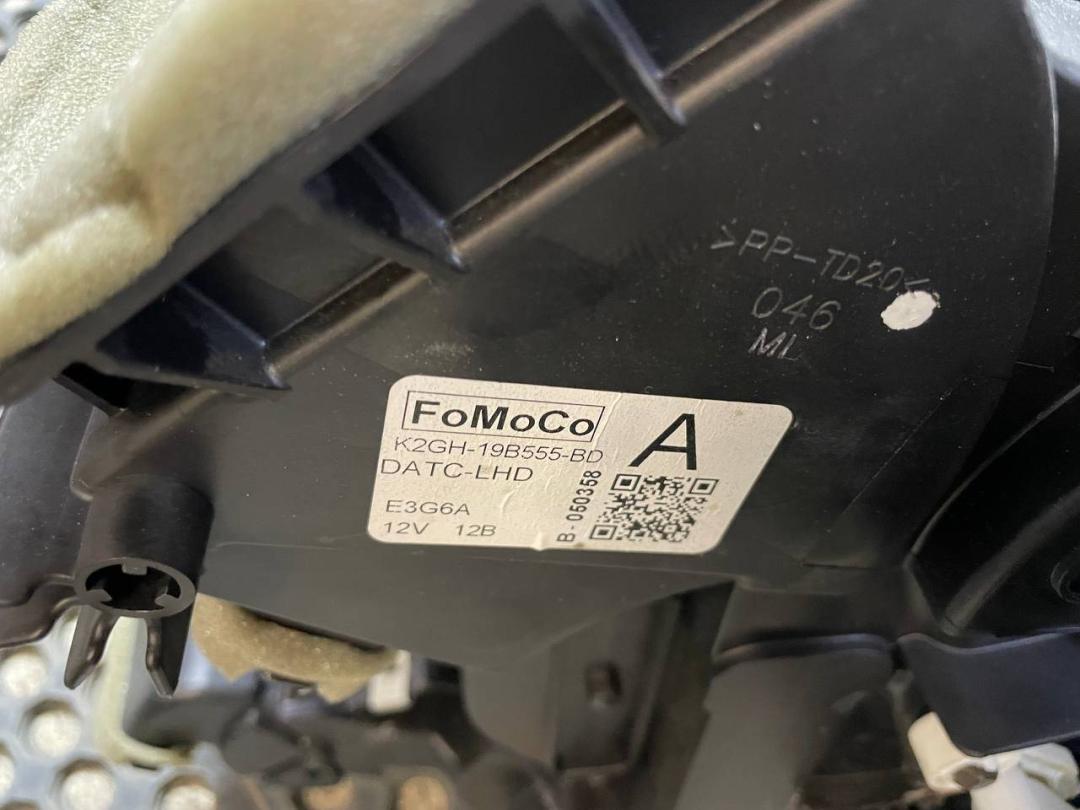 >PP-TD20<
046
ML
FoMoCo
A
K2GH-19B555-BD
DATC-LHD
E3G6A
12V 12B
B-050358